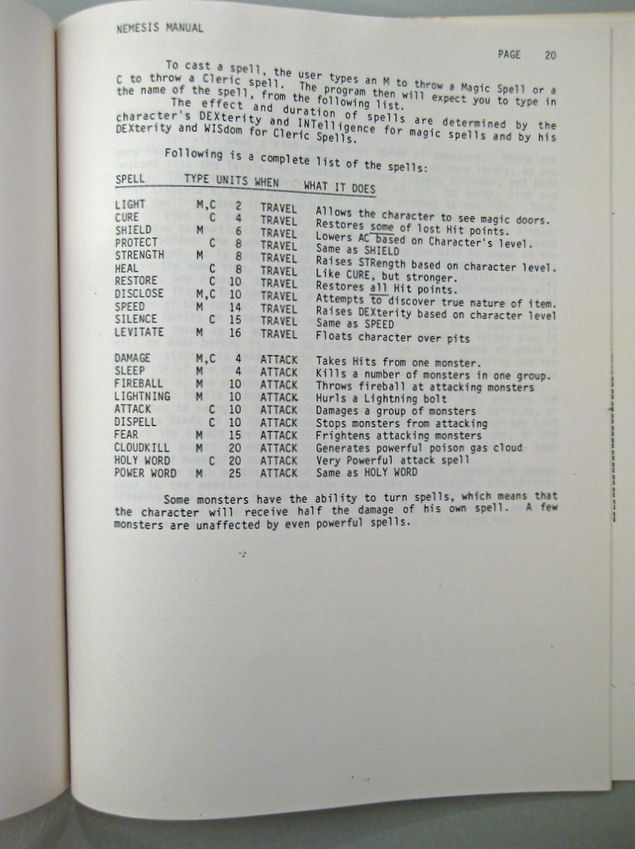 NEMESIS MANUAL
PAGE 20
To cast a spell, the user types an M to throw a Magic Spell or a
C to throw a Cleric spell. The program then will expect you to type in
the name of the spell, from the following list.
The effect and duration of spells are determined by the
character's DEXterity and INTelligence for magic spells and by his
DEXterity and WISdom for Cleric Spells.
Following is a complete list of the spells:
SPELL TYPE UNITS WHEN WHAT IT DOES
LIGHT M,C 2 TRAVEL Allows the character to see magic doors.
CURE C 4 TRAVEL Restores some of lost Hit points.
SHIELD M 6 TRAVEL Lowers AC based on Character's level.
PROTECT C 8 TRAVEL Same as SHIELD
STRENGTH M 8 TRAVEL Raises STRength based on character level.
HEAL C 8 TRAVEL Like CURE, but stronger.
RESTORE C 10 TRAVEL Restores all Hit points.
DISCLOSE M,C 10 TRAVEL Attempts to discover true nature of item.
SPEED M 14 TRAVEL Raises DEXterity based on character level
SILENCE C 15 TRAVEL Same as SPEED
LEVITATE M 16 TRAVEL Floats character over pits
DAMAGE M,C 4 ATTACK Takes Hits from one monster.
SLEEP M 4 ATTACK Kills a number of monsters in one group.
FIREBALL M 10 ATTACK Throws fireball at attacking monsters
LIGHTNING M 10 ATTACK Hurls a Lightning bolt
ATTACK C 10 ATTACK Damages a group of monsters
DISPELL C 10 ATTACK Stops monsters from attacking
FEAR M 15 ATTACK Frightens attacking monsters
CLOUDKILL M 20 ATTACK Generates powerful poison gas cloud
HOLY WORD C 20 ATTACK Very Powerful attack spell
POWER WORD M 25 ATTACK Same as HOLY WORD
Some monsters have the ability to turn spells, which means that
the character will receive half the damage of his own spell. A few
monsters are unaffected by even powerful spells.